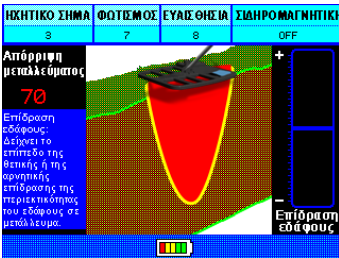 ΗΧΗΤΙΚΟ ΣΗΜΑ ΦΩΤΙΣΜΟΣ ΕΥΑΙΣΘΗΣΙΑ ΣΙΔΗΡΟΜΑΓΝΗΤΙΚΗ
3 7 8 OFF
Απόρριψη
μεταλλεύματος
70
Επίδραση
εδάφους:
Δείχνει το
επίπεδο της
θετικής ή της
αρνητικής
επίδρασης της
περιεκτικότητας
του εδάφους σε
μετάλλευμα.
+
-
Επίδραση
εδάφους